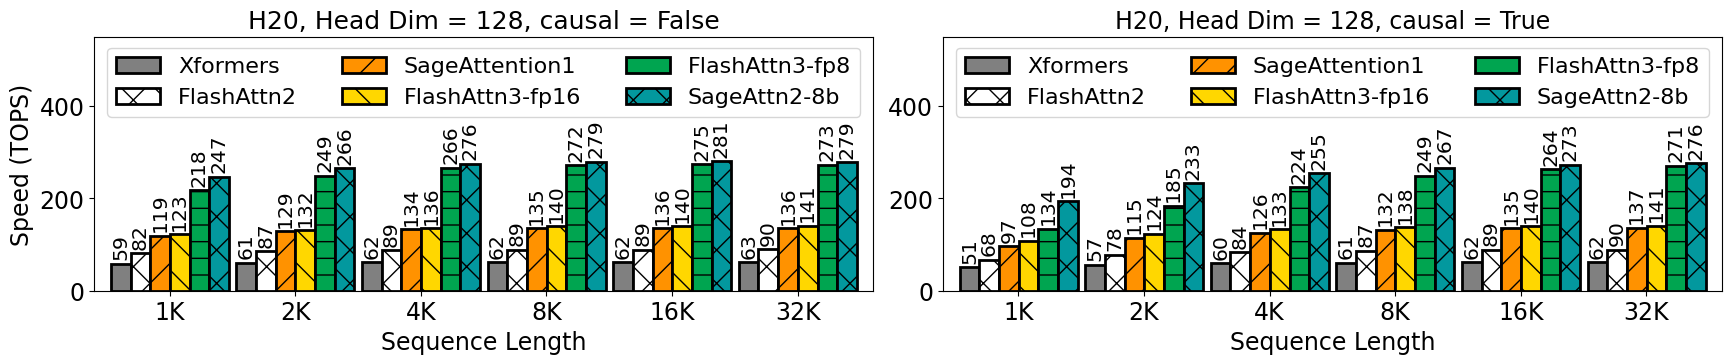 H20, Head Dim = 128, causal = False
Speed (TOPS)
400
200
0
Xformers SageAttention1 FlashAttn3-fp8
FlashAttn2 FlashAttn3-fp16 SageAttn2-8b
59 82 119 123 218 247
61 87 129 132 249 266
62 89 134 136 266 276
62 89 135 140 272 279
62 89 136 140 275 281
63 90 136 141 273 279
1K 2K 4K 8K 16K 32K
Sequence Length
H20, Head Dim = 128, causal = True
400
200
0
Xformers SageAttention1 FlashAttn3-fp8
FlashAttn2 FlashAttn3-fp16 SageAttn2-8b
51 68 97 108 134 194
57 78 115 124 185 233
60 84 126 133 224 255
61 87 132 138 249 267
62 89 135 140 264 273
62 90 137 141 271 276
1K 2K 4K 8K 16K 32K
Sequence Length